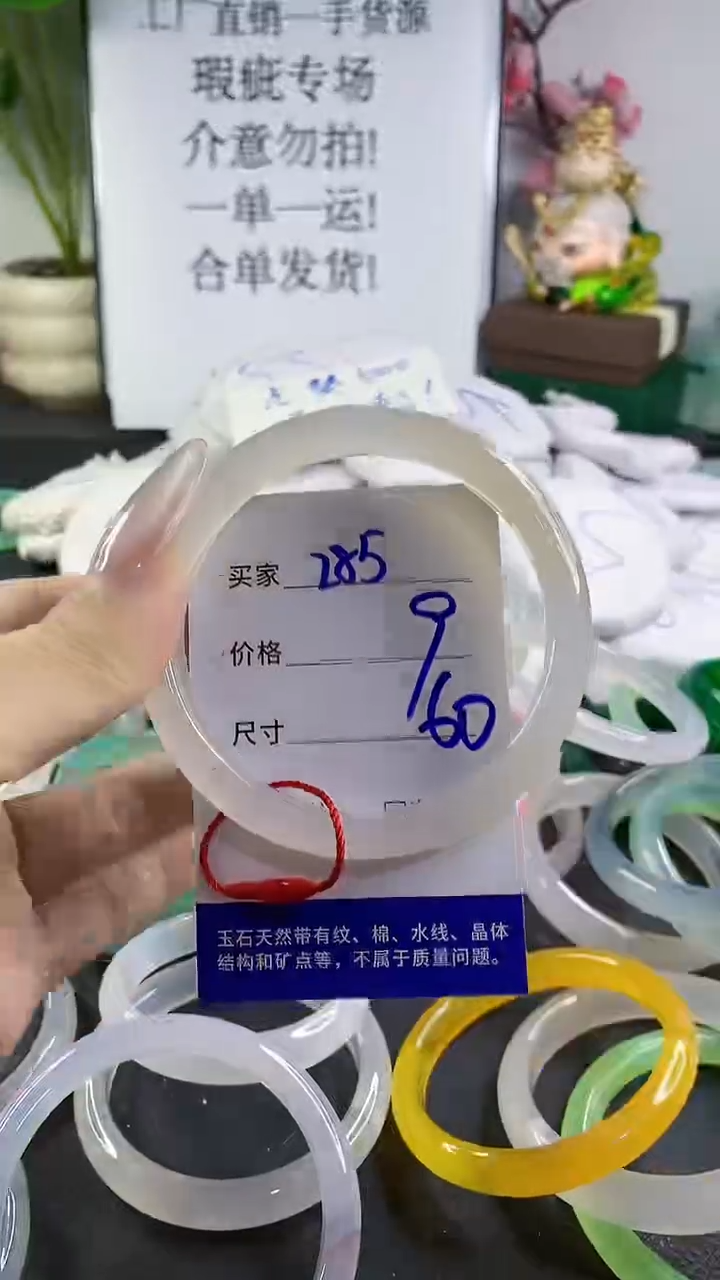 工厂直销一手货源
瑕疵专场
介意勿拍!
一单一运!
合单发货!
买家 285
价格 9
尺寸 60
玉石天然带有纹、棉、水线、晶体
结构和矿点等，不属于质量问题。